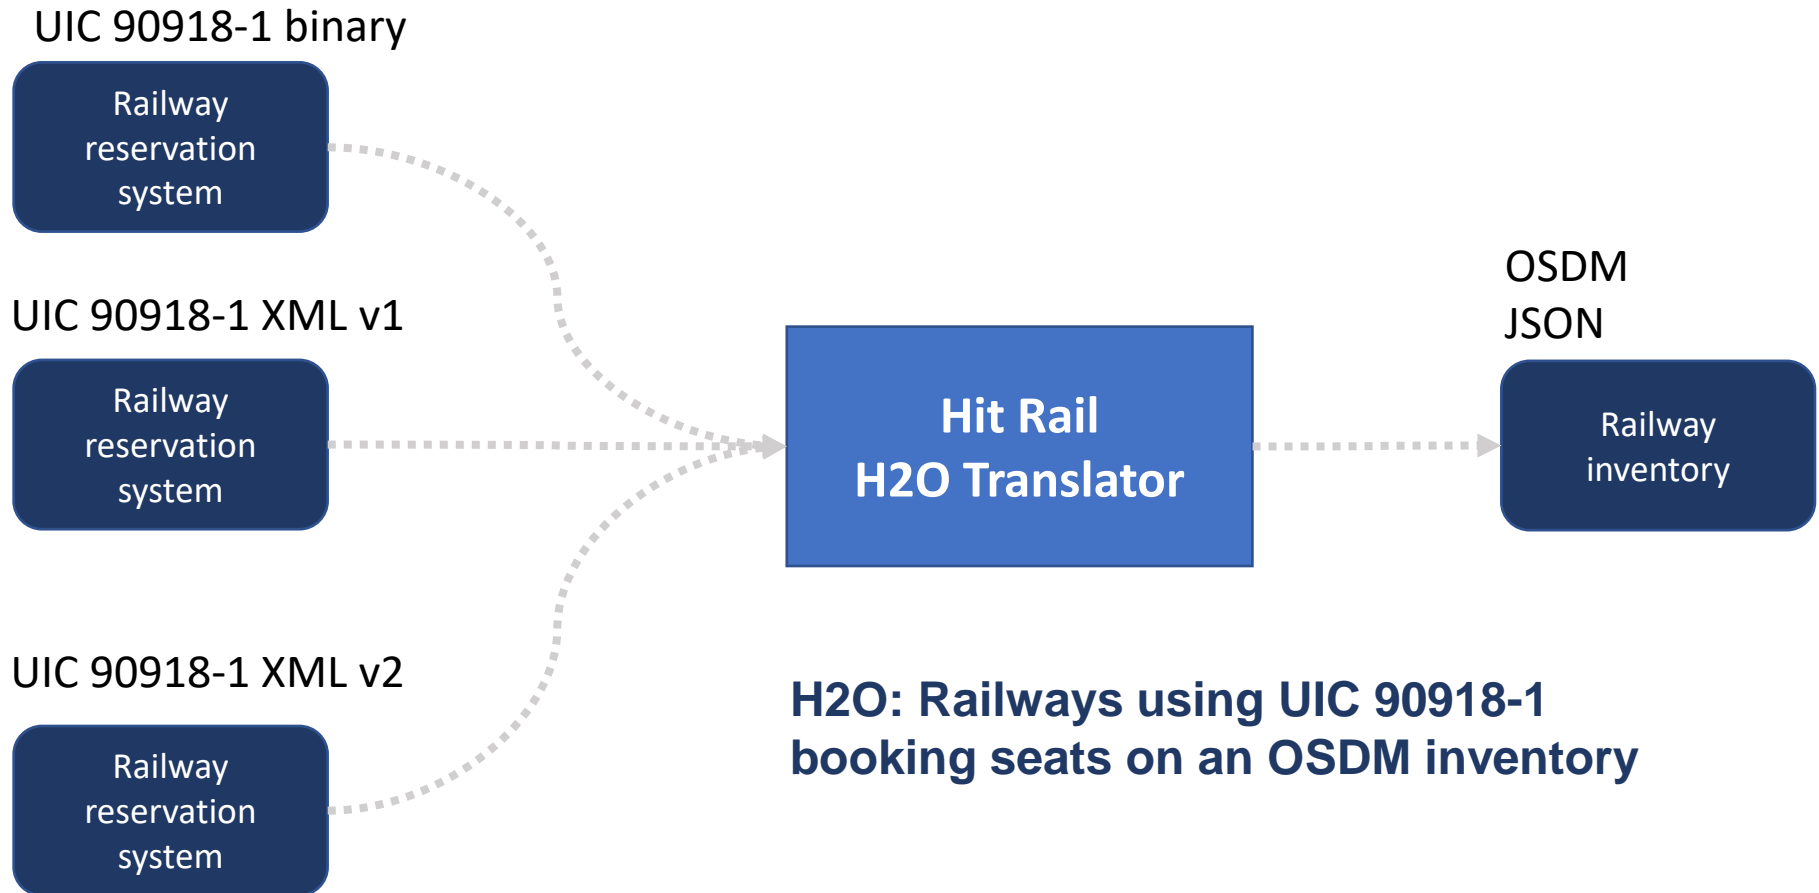 UIC 90918-1 binary
Railway
reservation
system
UIC 90918-1 XML v1
Railway
reservation
system
UIC 90918-1 XML v2
Railway
reservation
system
Hit Rail
H2O Translator
OSDM
JSON
Railway
inventory
H2O: Railways using UIC 90918-1
booking seats on an OSDM inventory